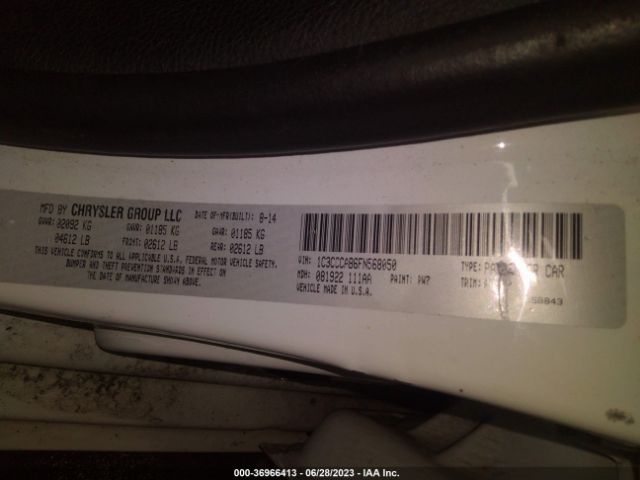 MFD BY CHRYSLER GROUP LLC DATE OF MFR(BUILT): 8-14
GVWR: 02092 KG GAWR: 01185 KG GAWR: 01185 KG
04612 LB FRONT: 02612 LB REAR: 02612 LB
THIS VEHICLE CONFORMS TO ALL APPLICABLE U.S.A. FEDERAL MOTOR VEHICLE SAFETY,
BUMPER AND THEFT PREVENTION STANDARDS IN EFFECT ON
THE DATE OF MANUFACTURE SHOWN ABOVE.
VIN: 1C3CCCAB6FN568050 TYPE: CAR
MDH: 081922 111AA PAINT: PW7 TRIM:
VEHICLE MADE IN U.S.A.
000-36966413 - 06/28/2023 - IAA Inc.